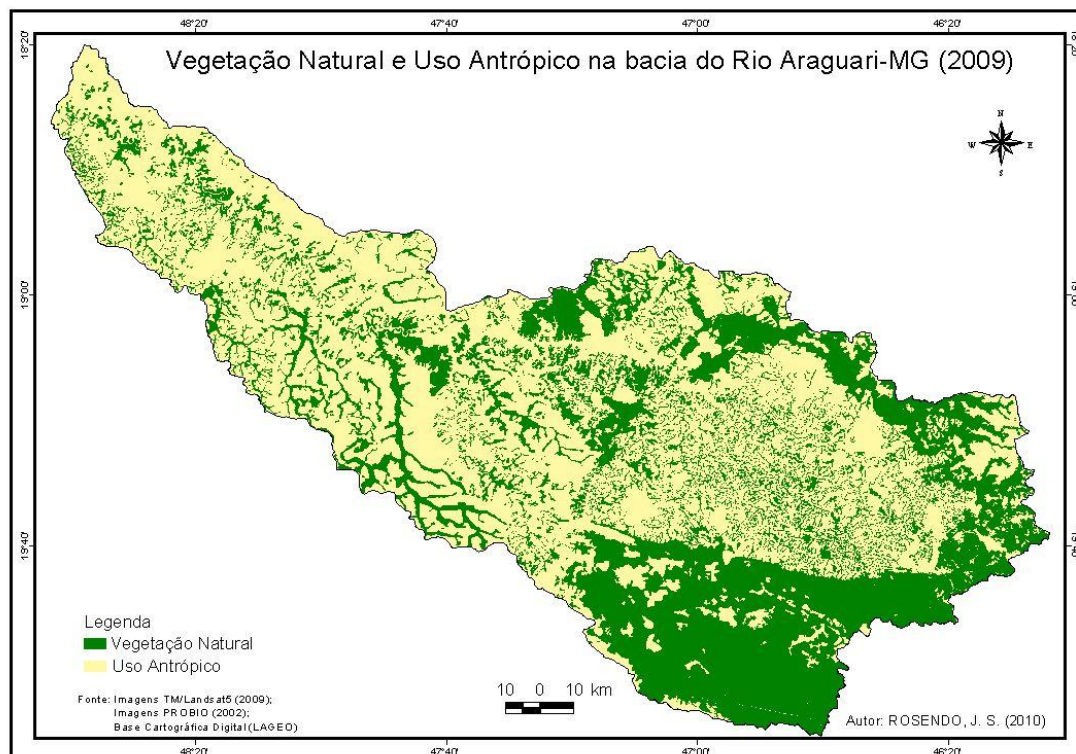 48°20' 47°40' 47°00' 46°20'
Vegetação Natural e Uso Antrópico na bacia do Rio Araguari-MG (2009)
18°20'
N
W E
S
19°00'
19°40'
Legenda
Vegetação Natural
Uso Antrópico
Fonte: Imagens TM/Landsat5 (2009);
Imagens PROBIO (2002);
Base Cartográfica Digital(LAGEO)
10 0 10 km
Autor: ROSENDO, J. S. (2010)
48°20' 47°40' 47°00' 46°20'